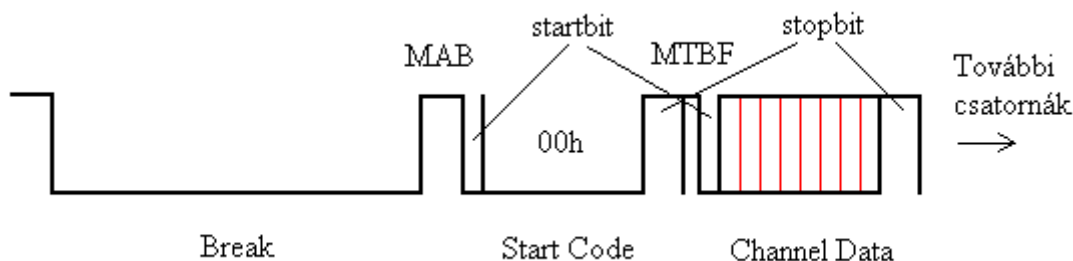 startbit
stopbit
MAB
MTBF
További
csatornák
00h
Break
Start Code
Channel Data